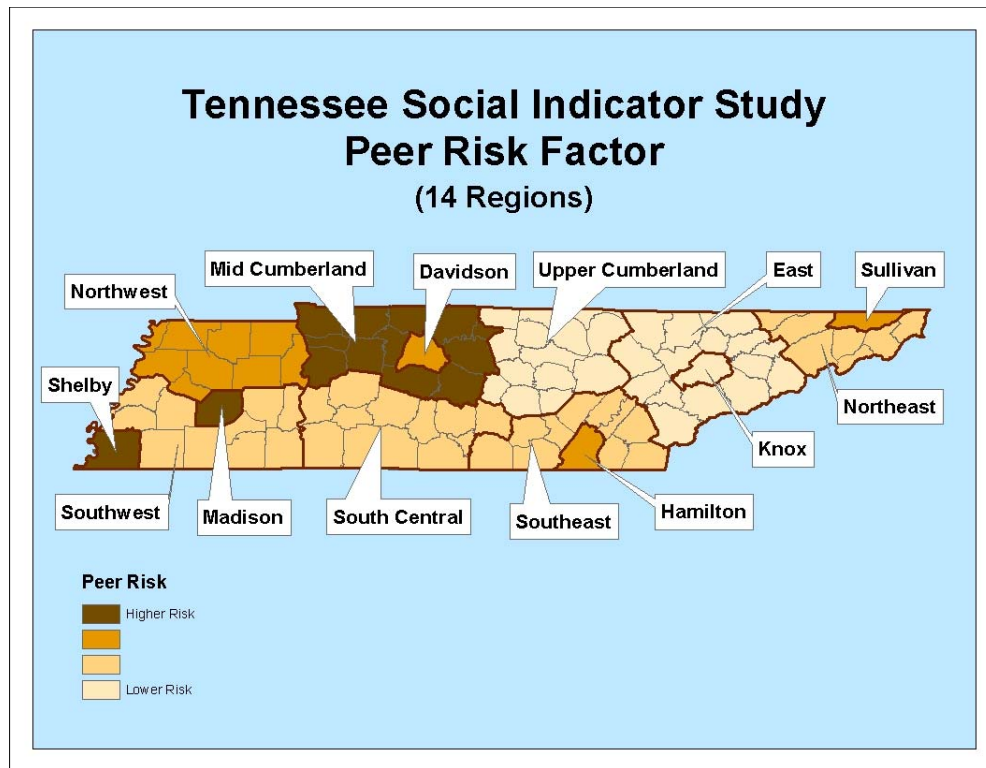 Tennessee Social Indicator Study
Peer Risk Factor
(14 Regions)
Mid Cumberland
Davidson
Upper Cumberland
East
Sullivan
Northwest
Shelby
Northeast
Knox
Southwest
Madison
South Central
Southeast
Hamilton
Peer Risk
Higher Risk
Lower Risk